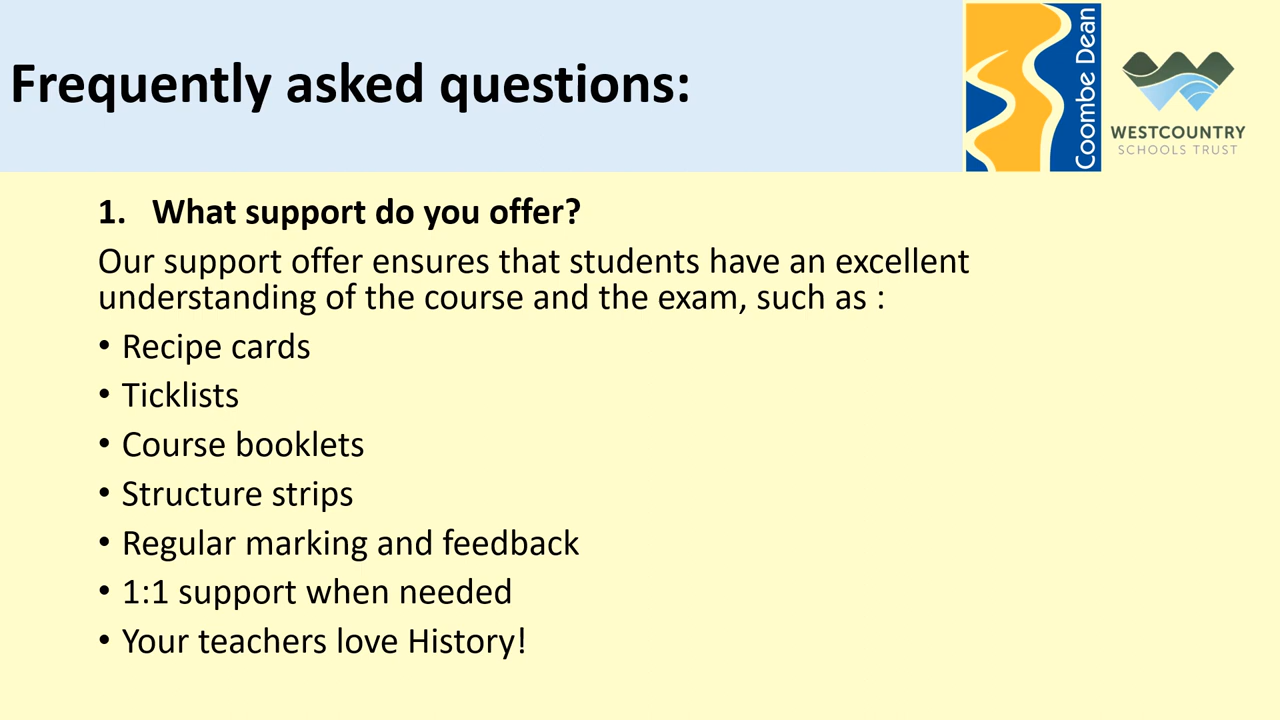 Frequently asked questions:
Coombe Dean
WESTCOUNTRY
SCHOOLS TRUST
1. What support do you offer?
Our support offer ensures that students have an excellent
understanding of the course and the exam, such as :
• Recipe cards
• Ticklists
• Course booklets
• Structure strips
• Regular marking and feedback
• 1:1 support when needed
• Your teachers love History!